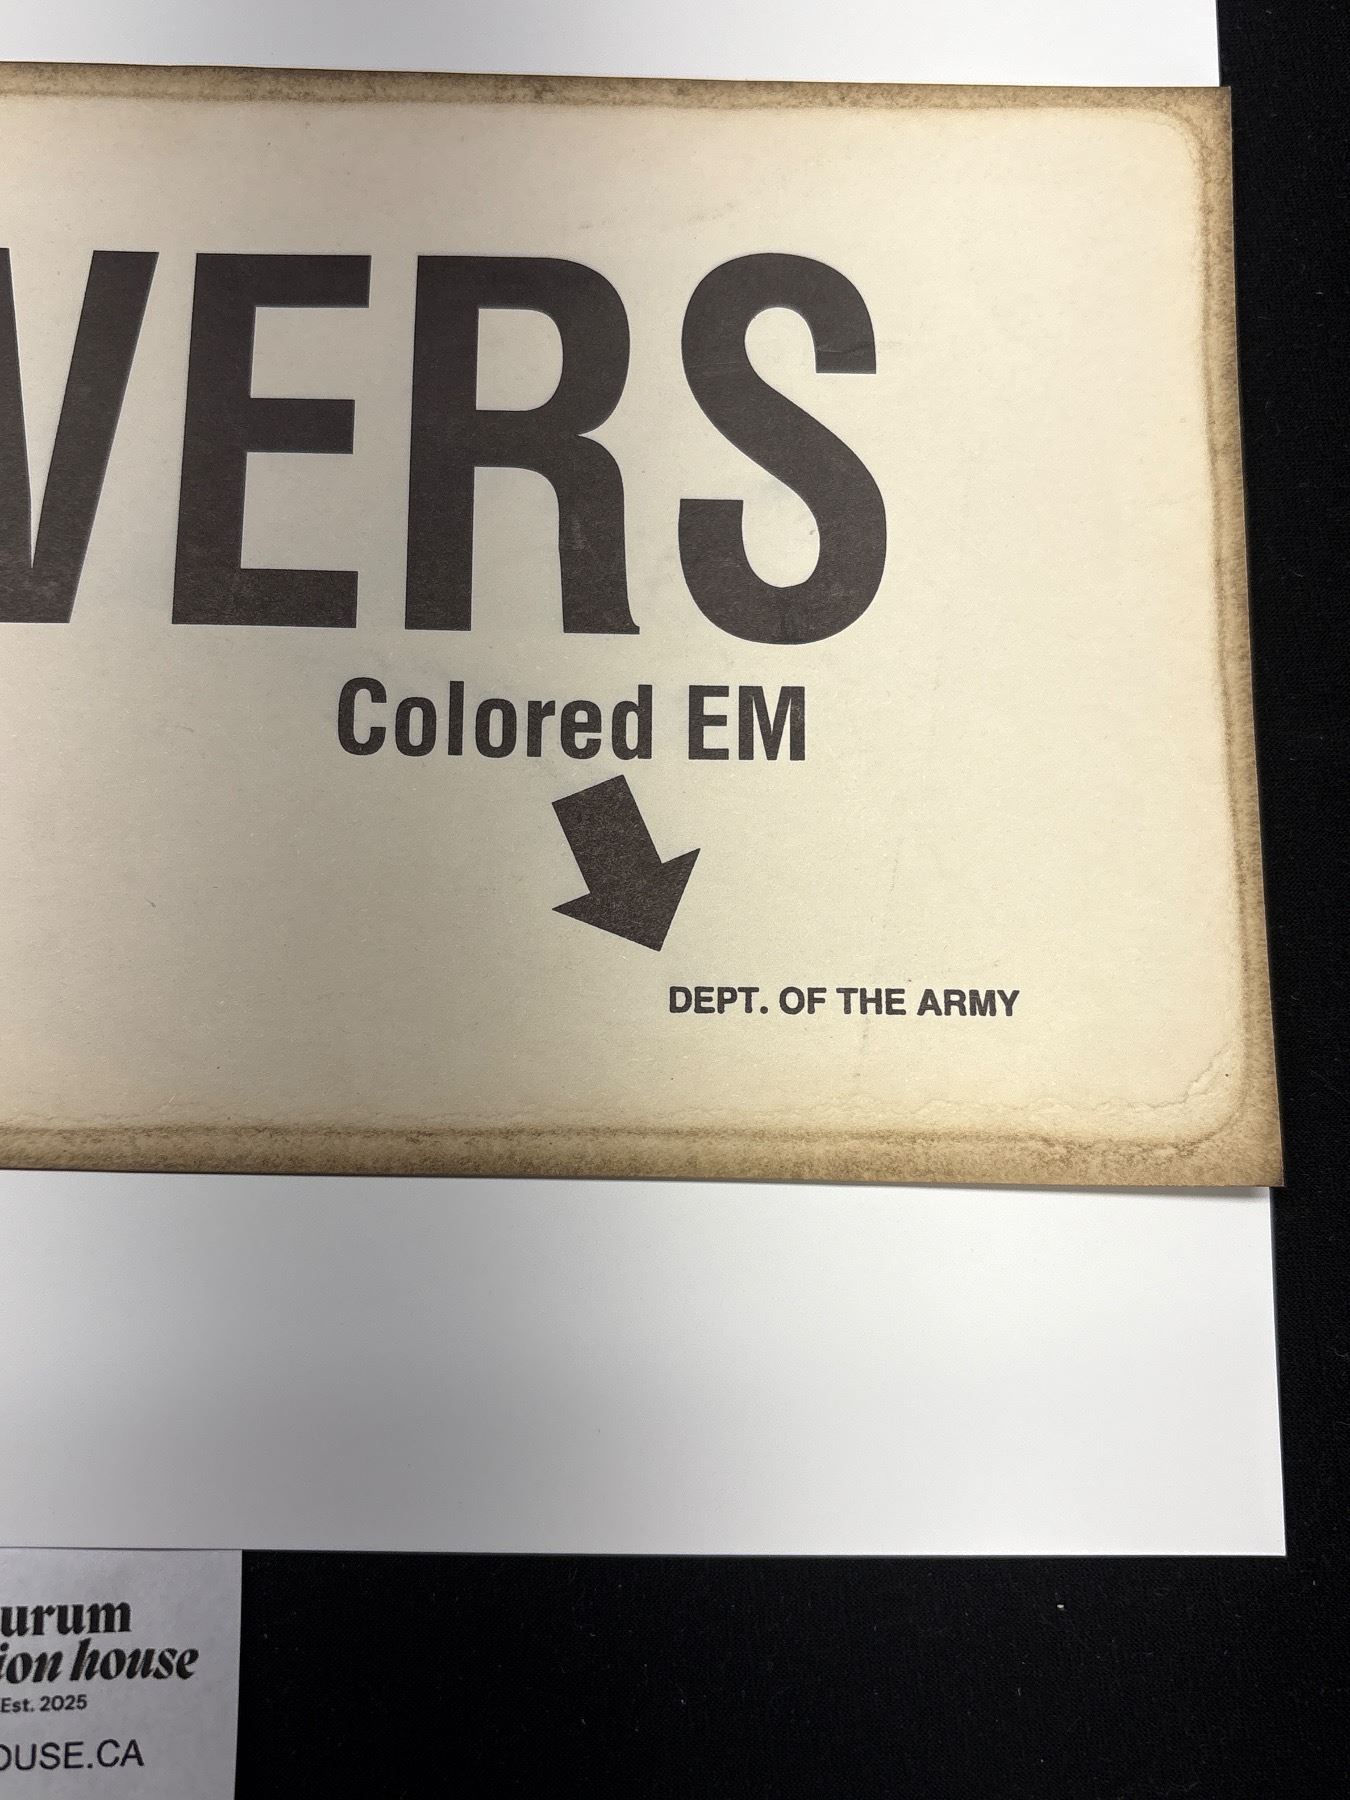 VERS
Colored EM
DEPT. OF THE ARMY
urum
ion house
Est. 2025
OUSE.CA